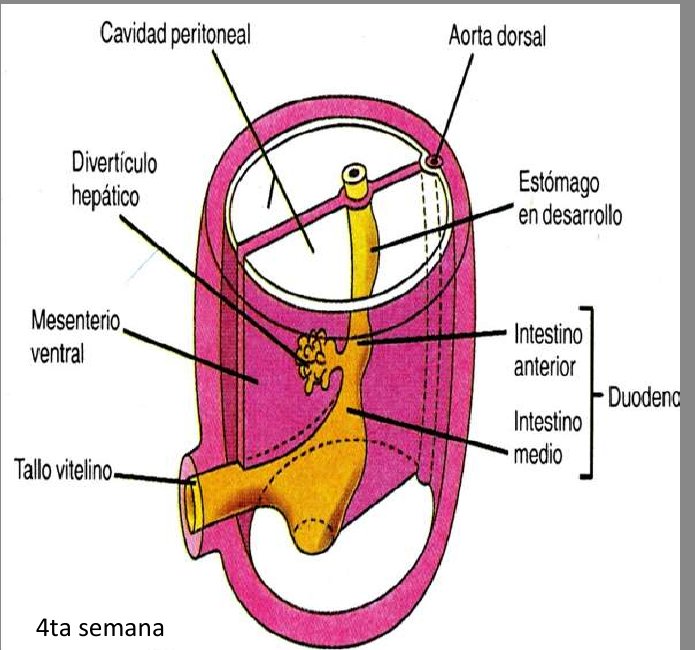 Cavidad peritoneal
Aorta dorsal
Divertículo
hepático
Estómago
en desarrollo
Mesenterio
ventral
Intestino
anterior
Duodeno
Intestino
medio
Tallo vitelino
4ta semana